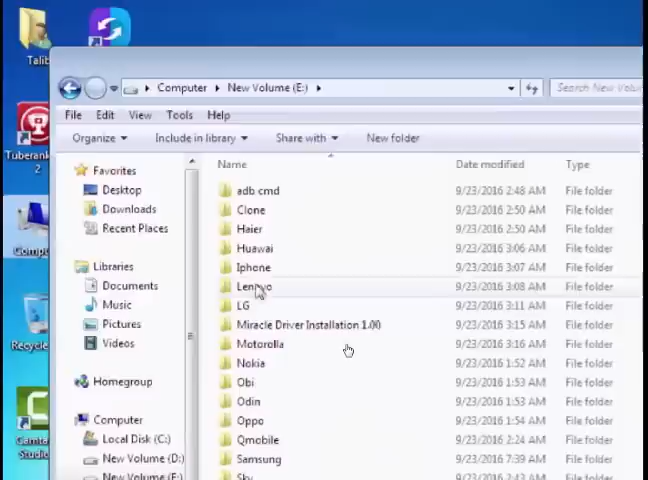 Talib
Computer New Volume (E:)
Search New Volu
File Edit View Tools Help
Organize Include in library Share with New folder
Tuberank
2
Favorites
Desktop
Downloads
Recent Places
Libraries
Documents
Music
Pictures
Videos
Homegroup
Computer
Local Disk (C:)
New Volume (D:)
New Volume (E:)
Comp
Recycle
Camta
Studio
Name Date modified Type
adb cmd 9/23/2016 2:48 AM File folder
Clone 9/23/2016 2:50 AM File folder
Haier 9/23/2016 2:50 AM File folder
Huawai 9/23/2016 3:06 AM File folder
Iphone 9/23/2016 3:07 AM File folder
Lenovo 9/23/2016 3:08 AM File folder
LG 9/23/2016 3:11 AM File folder
Miracle Driver Installation 1.00 9/23/2016 3:15 AM File folder
Motorolla 9/23/2016 3:16 AM File folder
Nokia 9/23/2016 1:52 AM File folder
Obi 9/23/2016 1:53 AM File folder
Odin 9/23/2016 1:53 AM File folder
Oppo 9/23/2016 1:54 AM File folder
Qmobile 9/23/2016 2:24 AM File folder
Samsung 9/23/2016 7:39 AM File folder
Sky 9/23/2016 2:43 AM File folder